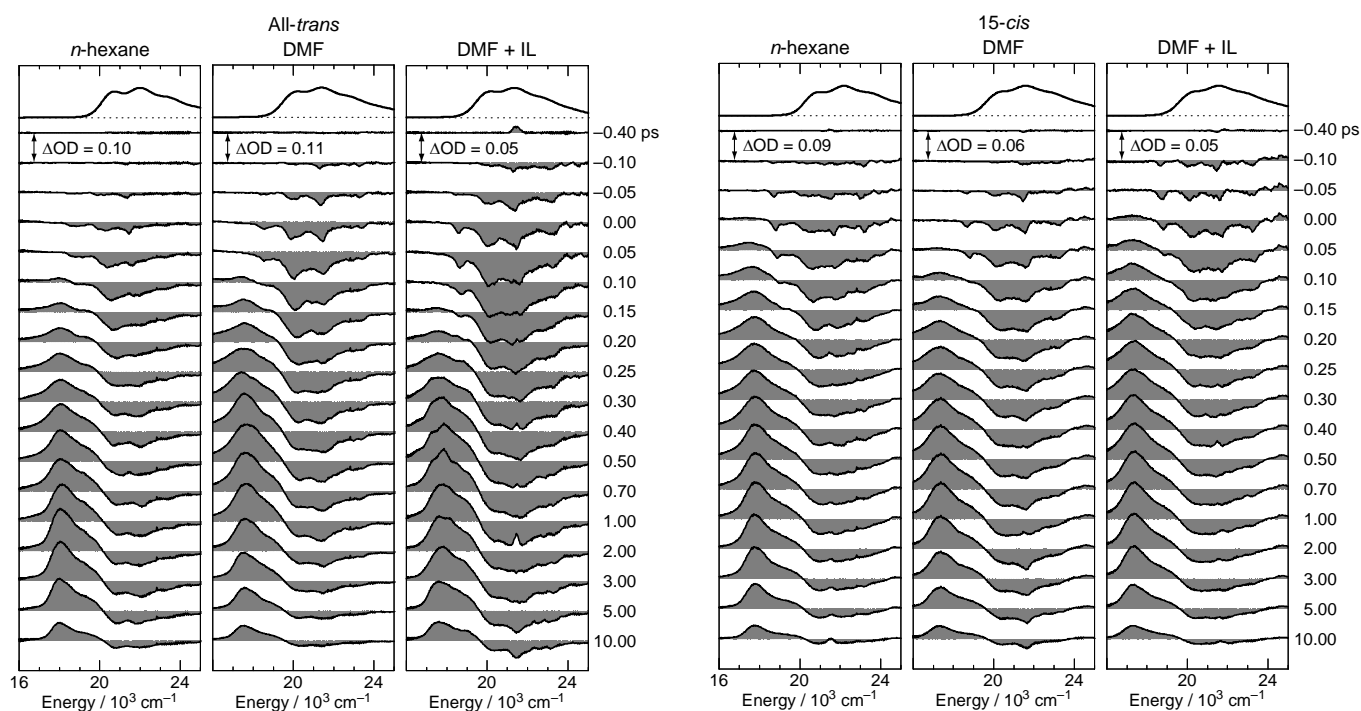 All-trans
n-hexane DMF DMF + IL
15-cis
n-hexane DMF DMF + IL
ΔOD = 0.10 ΔOD = 0.11 ΔOD = 0.05
ΔOD = 0.09 ΔOD = 0.06 ΔOD = 0.05
–0.40 ps
–0.10
–0.05
0.00
0.05
0.10
0.15
0.20
0.25
0.30
0.40
0.50
0.70
1.00
2.00
3.00
5.00
10.00
–0.40 ps
–0.10
–0.05
0.00
0.05
0.10
0.15
0.20
0.25
0.30
0.40
0.50
0.70
1.00
2.00
3.00
5.00
10.00
16 20 24 20 24 20 24
Energy / 10³ cm⁻¹ Energy / 10³ cm⁻¹ Energy / 10³ cm⁻¹
16 20 24 20 24 20 24
Energy / 10³ cm⁻¹ Energy / 10³ cm⁻¹ Energy / 10³ cm⁻¹